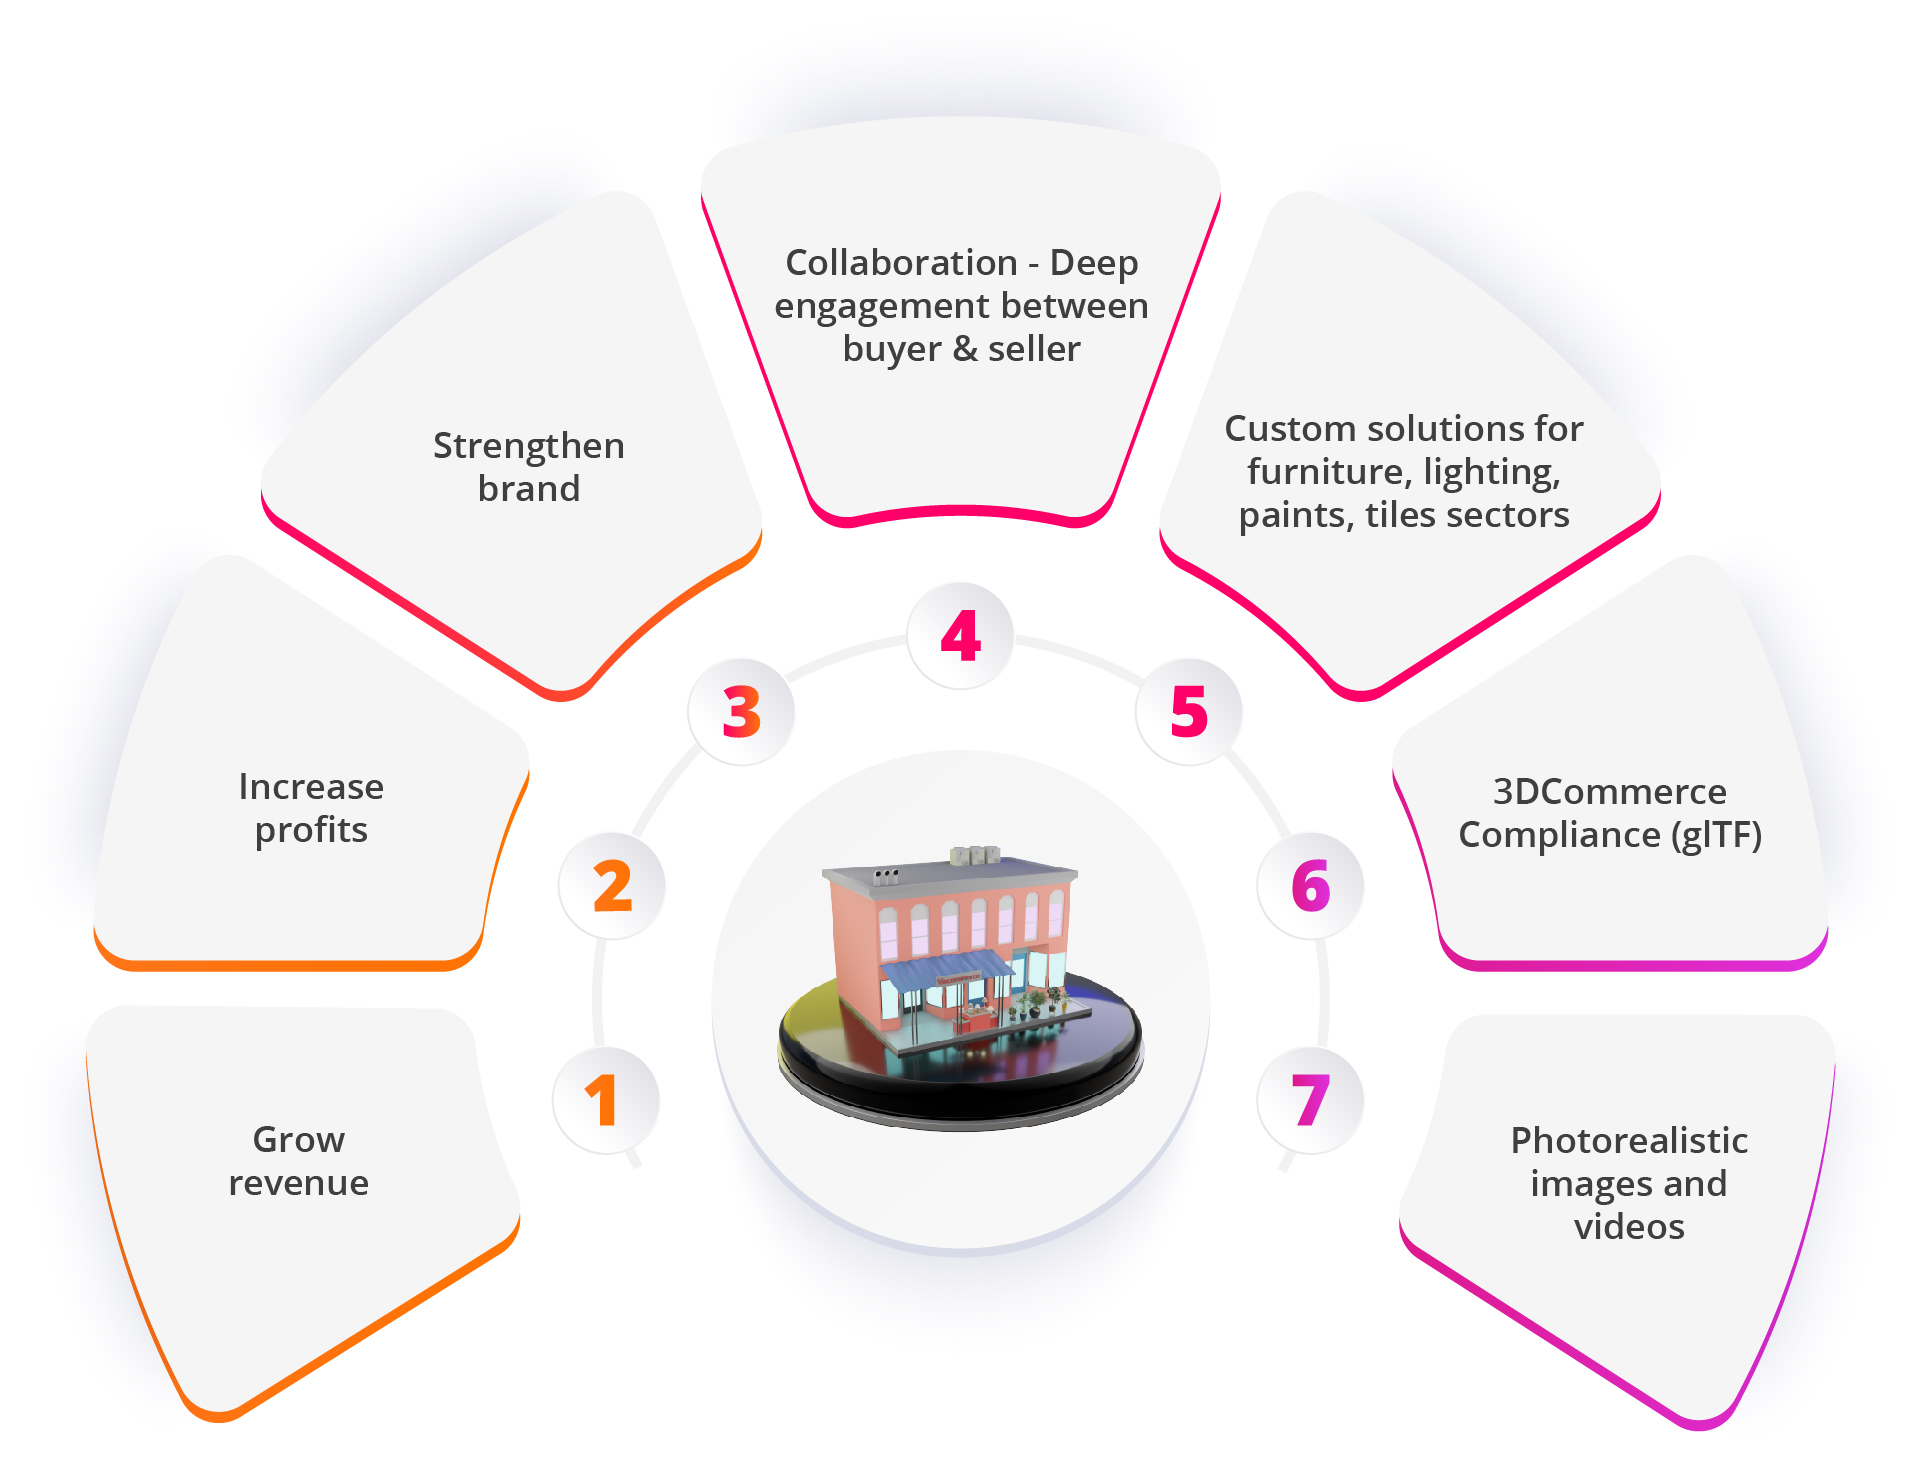 Collaboration - Deep
engagement between
buyer & seller
Strengthen
brand
Custom solutions for
furniture, lighting,
paints, tiles sectors
Increase
profits
3DCommerce
Compliance (glTF)
Grow
revenue
Photorealistic
images and
videos
1
2
3
4
5
6
7